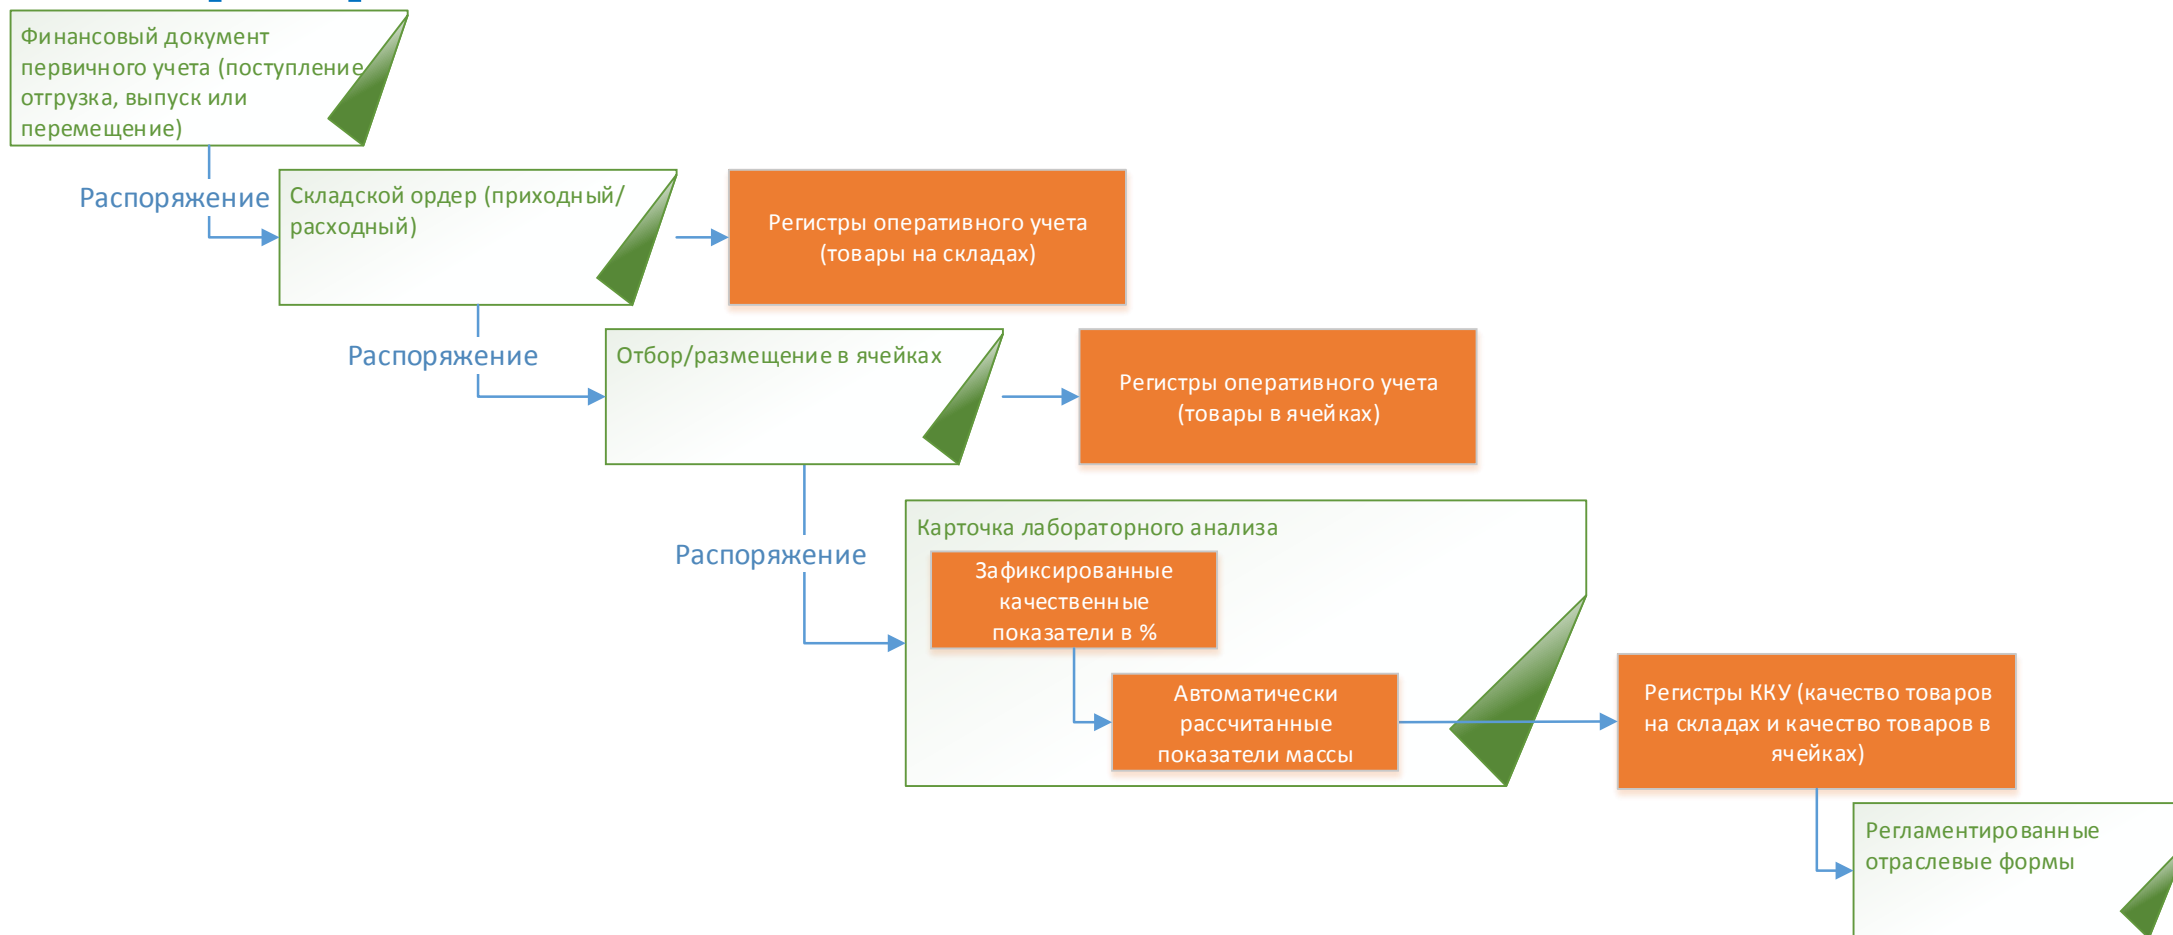 Финансовый документ
первичного учета (поступление
отгрузка, выпуск или
перемещение)
Распоряжение
Складской ордер (приходный/
расходный)
Регистры оперативного учета
(товары на складах)
Распоряжение
Отбор/размещение в ячейках
Регистры оперативного учета
(товары в ячейках)
Распоряжение
Карточка лабораторного анализа
Зафиксированные
качественные
показатели в %
Автоматически
рассчитанные
показатели массы
Регистры ККУ (качество товаров
на складах и качество товаров в
ячейках)
Регламентированные
отраслевые формы